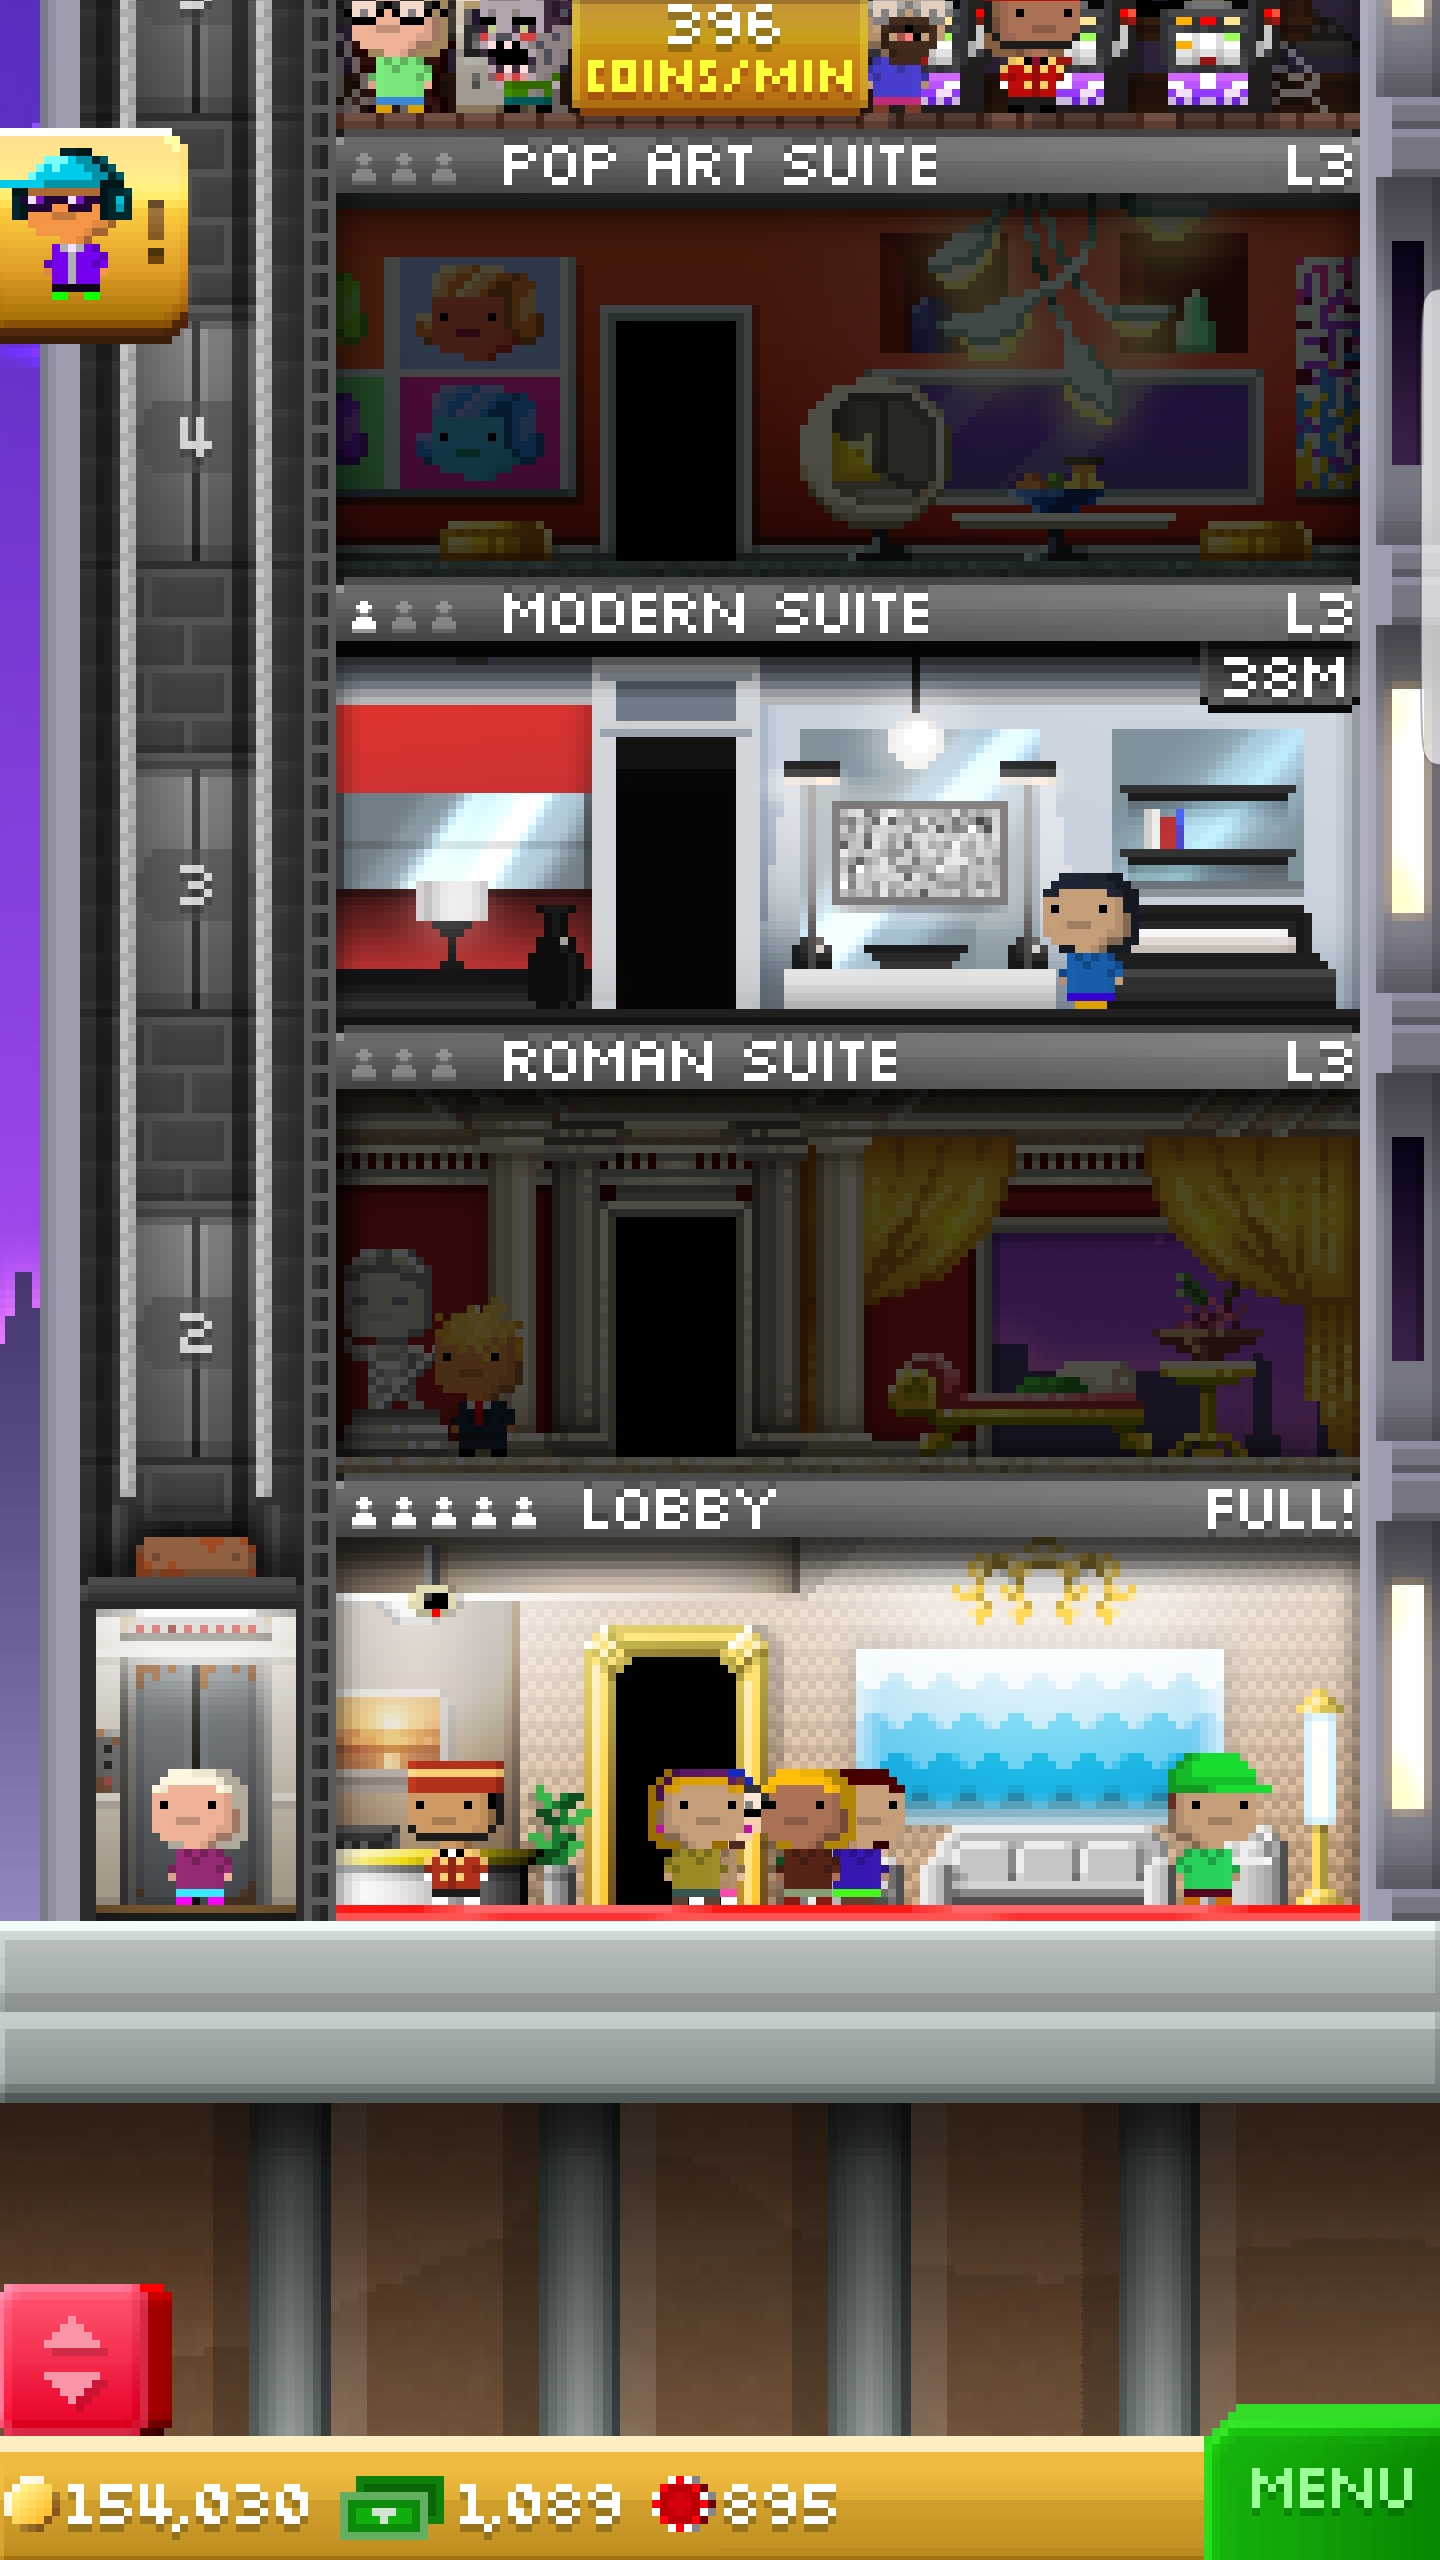 396
COINS/MIN
POP ART SUITE L3
!
4
MODERN SUITE L3
38M
3
ROMAN SUITE L3
2
LOBBY FULL!
154,030 1,089 895
MENU